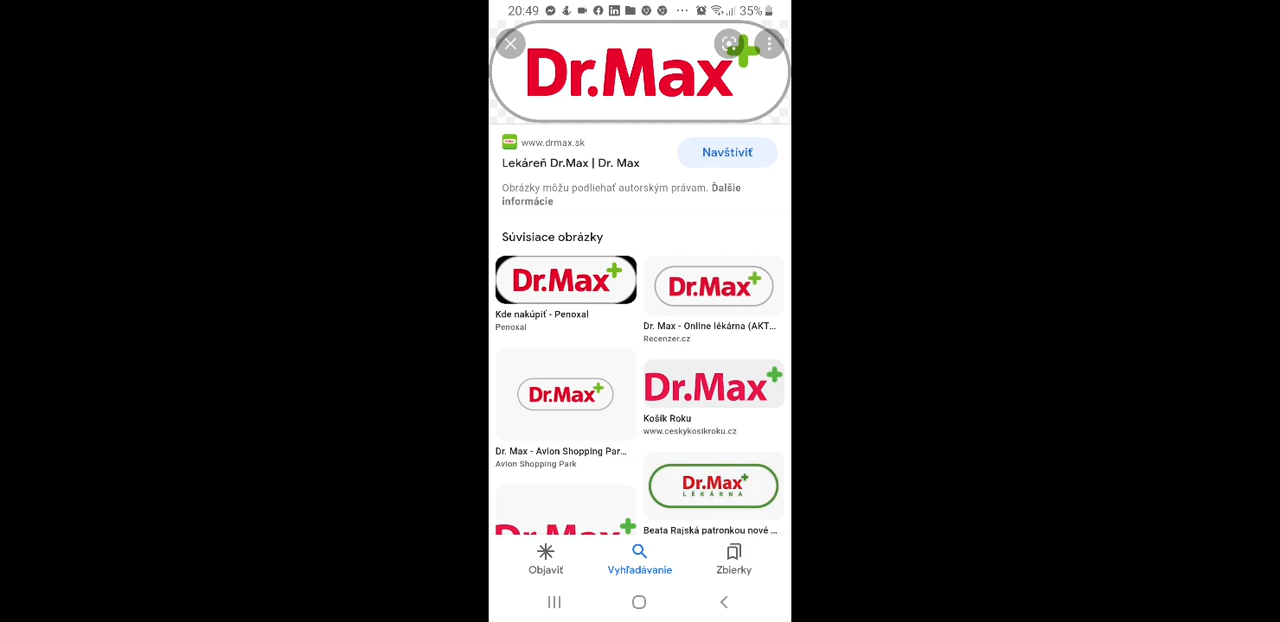 20:49
35%
Dr.Max
www.drmax.sk
Navštíviť
Lekáreň Dr.Max | Dr. Max
Obrázky môžu podliehať autorským právam. Ďalšie
informácie
Súvisiace obrázky
Dr.Max
Kde nakúpiť - Penoxal
Penoxal
Dr.Max
Dr. Max - Online lékárna (AKT...
Recenzer.cz
Dr.Max
Dr. Max - Avion Shopping Par...
Avion Shopping Park
Dr.Max
Košík Roku
www.ceskykosikroku.cz
Dr.Max
LÉKÁRNA
Beata Rajská patronkou nové ...
Dr.Max
Objaviť
Vyhľadávanie
Zbierky